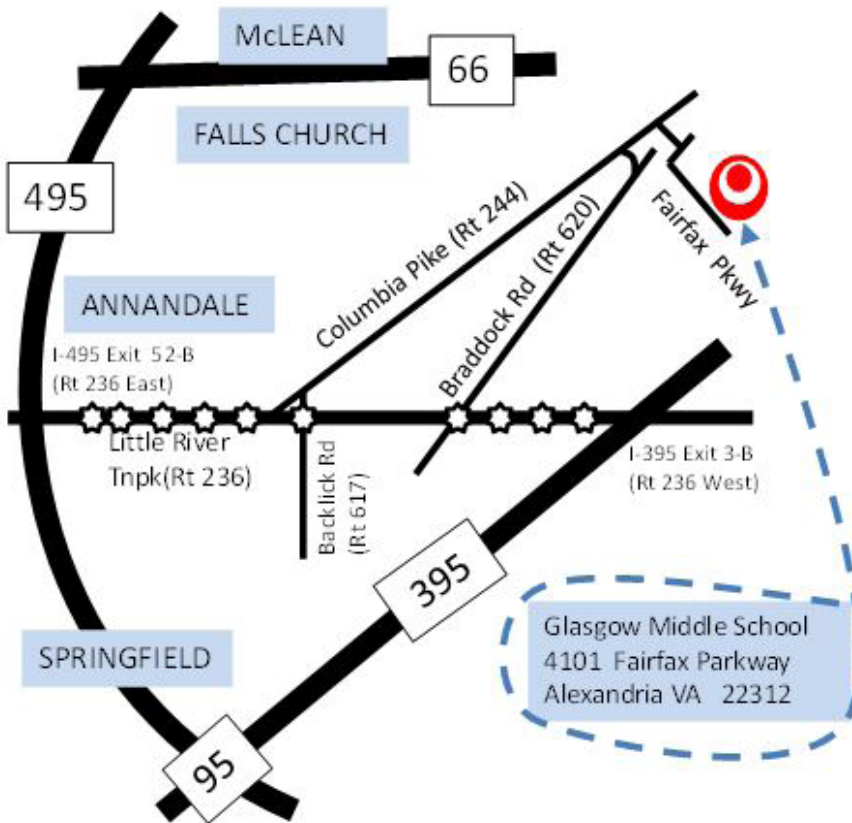 McLEAN
66
FALLS CHURCH
495
Columbia Pike (Rt 244)
Braddock Rd (Rt 620)
Fairfax Pkwy
ANNANDALE
I-495 Exit 52-B
(Rt 236 East)
Little River
Tnpk(Rt 236)
Backlick Rd
(Rt 617)
I-395 Exit 3-B
(Rt 236 West)
395
SPRINGFIELD
95
Glasgow Middle School
4101 Fairfax Parkway
Alexandria VA 22312